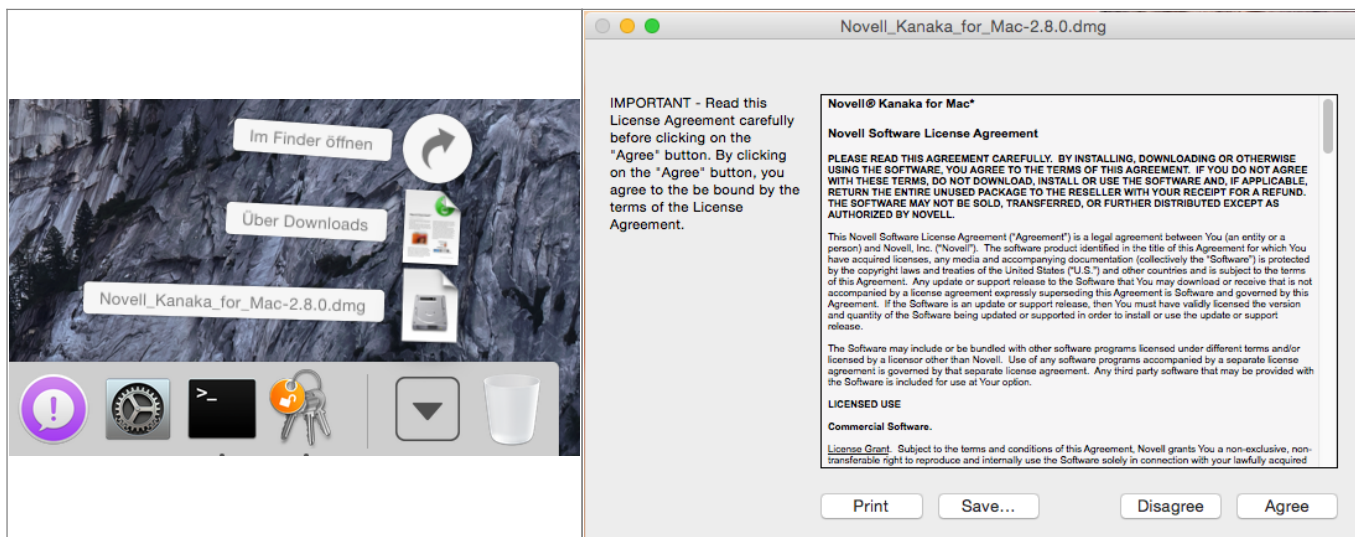 Im Finder öffnen
Über Downloads
Novell_Kanaka_for_Mac-2.8.0.dmg
>_
Novell_Kanaka_for_Mac-2.8.0.dmg
IMPORTANT - Read this
License Agreement carefully
before clicking on the
"Agree" button. By clicking
on the "Agree" button, you
agree to the be bound by the
terms of the License
Agreement.
Novell® Kanaka for Mac*
Novell Software License Agreement
PLEASE READ THIS AGREEMENT CAREFULLY. BY INSTALLING, DOWNLOADING OR OTHERWISE
USING THE SOFTWARE, YOU AGREE TO THE TERMS OF THIS AGREEMENT. IF YOU DO NOT AGREE
WITH THESE TERMS, DO NOT DOWNLOAD, INSTALL OR USE THE SOFTWARE AND, IF APPLICABLE,
RETURN THE ENTIRE UNUSED PACKAGE TO THE RESELLER WITH YOUR RECEIPT FOR A REFUND.
THE SOFTWARE MAY NOT BE SOLD, TRANSFERRED, OR FURTHER DISTRIBUTED EXCEPT AS
AUTHORIZED BY NOVELL.
This Novell Software License Agreement ("Agreement") is a legal agreement between You (an entity or a
person) and Novell, Inc. ("Novell"). The software product identified in the title of this Agreement for which You
have acquired licenses, any media and accompanying documentation (collectively the "Software") is protected
by the copyright laws and treaties of the United States ("U.S.") and other countries and is subject to the terms
of this Agreement. Any update or support release to the Software that You may download or receive that is not
accompanied by a license agreement expressly superseding this Agreement is Software and governed by this
Agreement. If the Software is an update or support release, then You must have validly licensed the version
and quantity of the Software being updated or supported in order to install or use the update or support
release.
The Software may include or be bundled with other software programs licensed under different terms and/or
licensed by a licensor other than Novell. Use of any software programs accompanied by a separate license
agreement is governed by that separate license agreement. Any third party software that may be provided with
the Software is included for use at Your option.
LICENSED USE
Commercial Software.
License Grant. Subject to the terms and conditions of this Agreement, Novell grants You a non-exclusive, non-
transferable right to reproduce and internally use the Software solely in connection with your lawfully acquired
Print
Save...
Disagree
Agree